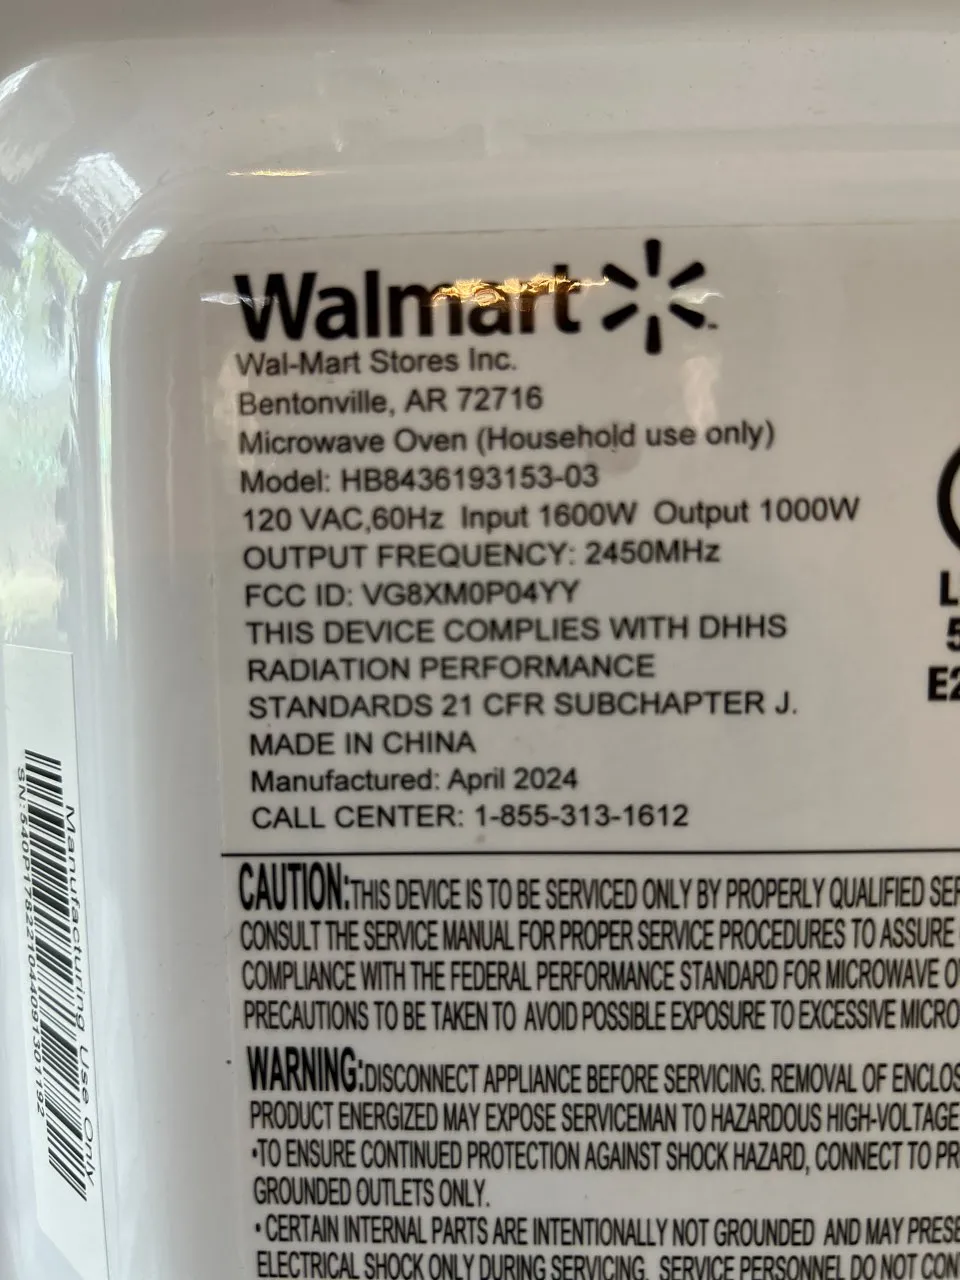 Walmart
Wal-Mart Stores Inc.
Bentonville, AR 72716
Microwave Oven (Household use only)
Model: HB8436193153-03
120 VAC,60Hz Input 1600W Output 1000W
OUTPUT FREQUENCY: 2450MHz
FCC ID: VG8XM0P04YY
THIS DEVICE COMPLIES WITH DHHS
RADIATION PERFORMANCE
STANDARDS 21 CFR SUBCHAPTER J.
MADE IN CHINA
Manufactured: April 2024
CALL CENTER: 1-855-313-1612
CAUTION:THIS DEVICE IS TO BE SERVICED ONLY BY PROPERLY QUALIFIED
CONSULT THE SERVICE MANUAL FOR PROPER SERVICE PROCEDURES TO ASSURE
COMPLIANCE WITH THE FEDERAL PERFORMANCE STANDARD FOR MICROWAVE
PRECAUTIONS TO BE TAKEN TO AVOID POSSIBLE EXPOSURE TO EXCESSIVE
WARNING:DISCONNECT APPLIANCE BEFORE SERVICING. REMOVAL OF
PRODUCT ENERGIZED MAY EXPOSE SERVICEMAN TO HAZARDOUS HIGH-VOLTAGE
•TO ENSURE CONTINUED PROTECTION AGAINST SHOCK HAZARD, CONNECT TO
GROUNDED OUTLETS ONLY.
• CERTAIN INTERNAL PARTS ARE INTENTIONALLY NOT GROUNDED AND MAY
ELECTRICAL SHOCK ONLY DURING SERVICING. SERVICE PERSONNEL DO NOT
Manufacturing Use Only